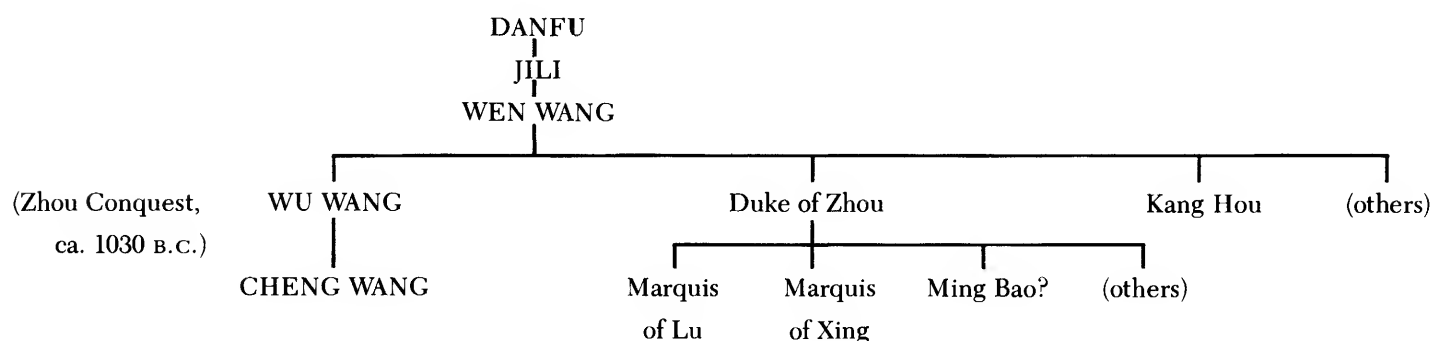 DANFU
JILI
WEN WANG
(Zhou Conquest, WU WANG Duke of Zhou Kang Hou (others)
ca. 1030 B.C.)
CHENG WANG Marquis Marquis Ming Bao? (others)
of Lu of Xing